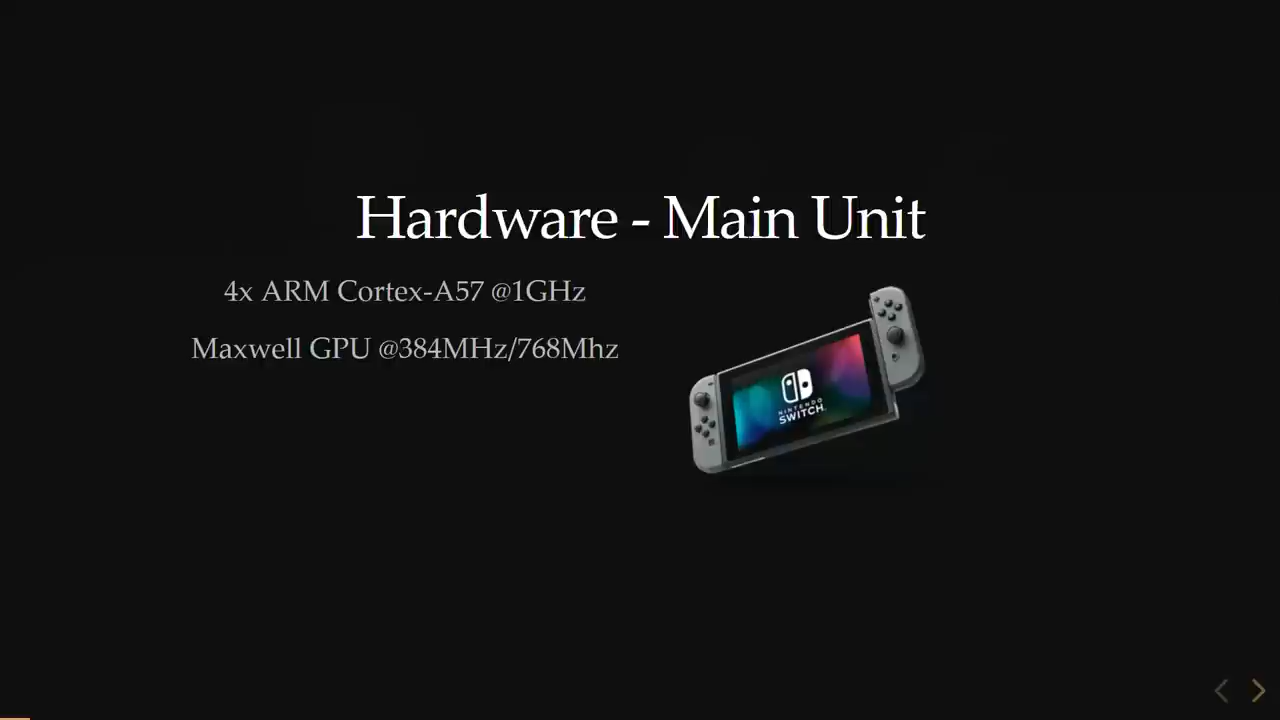 Hardware - Main Unit
4x ARM Cortex-A57 @1GHz
Maxwell GPU @384MHz/768Mhz
NINTENDO
SWITCH